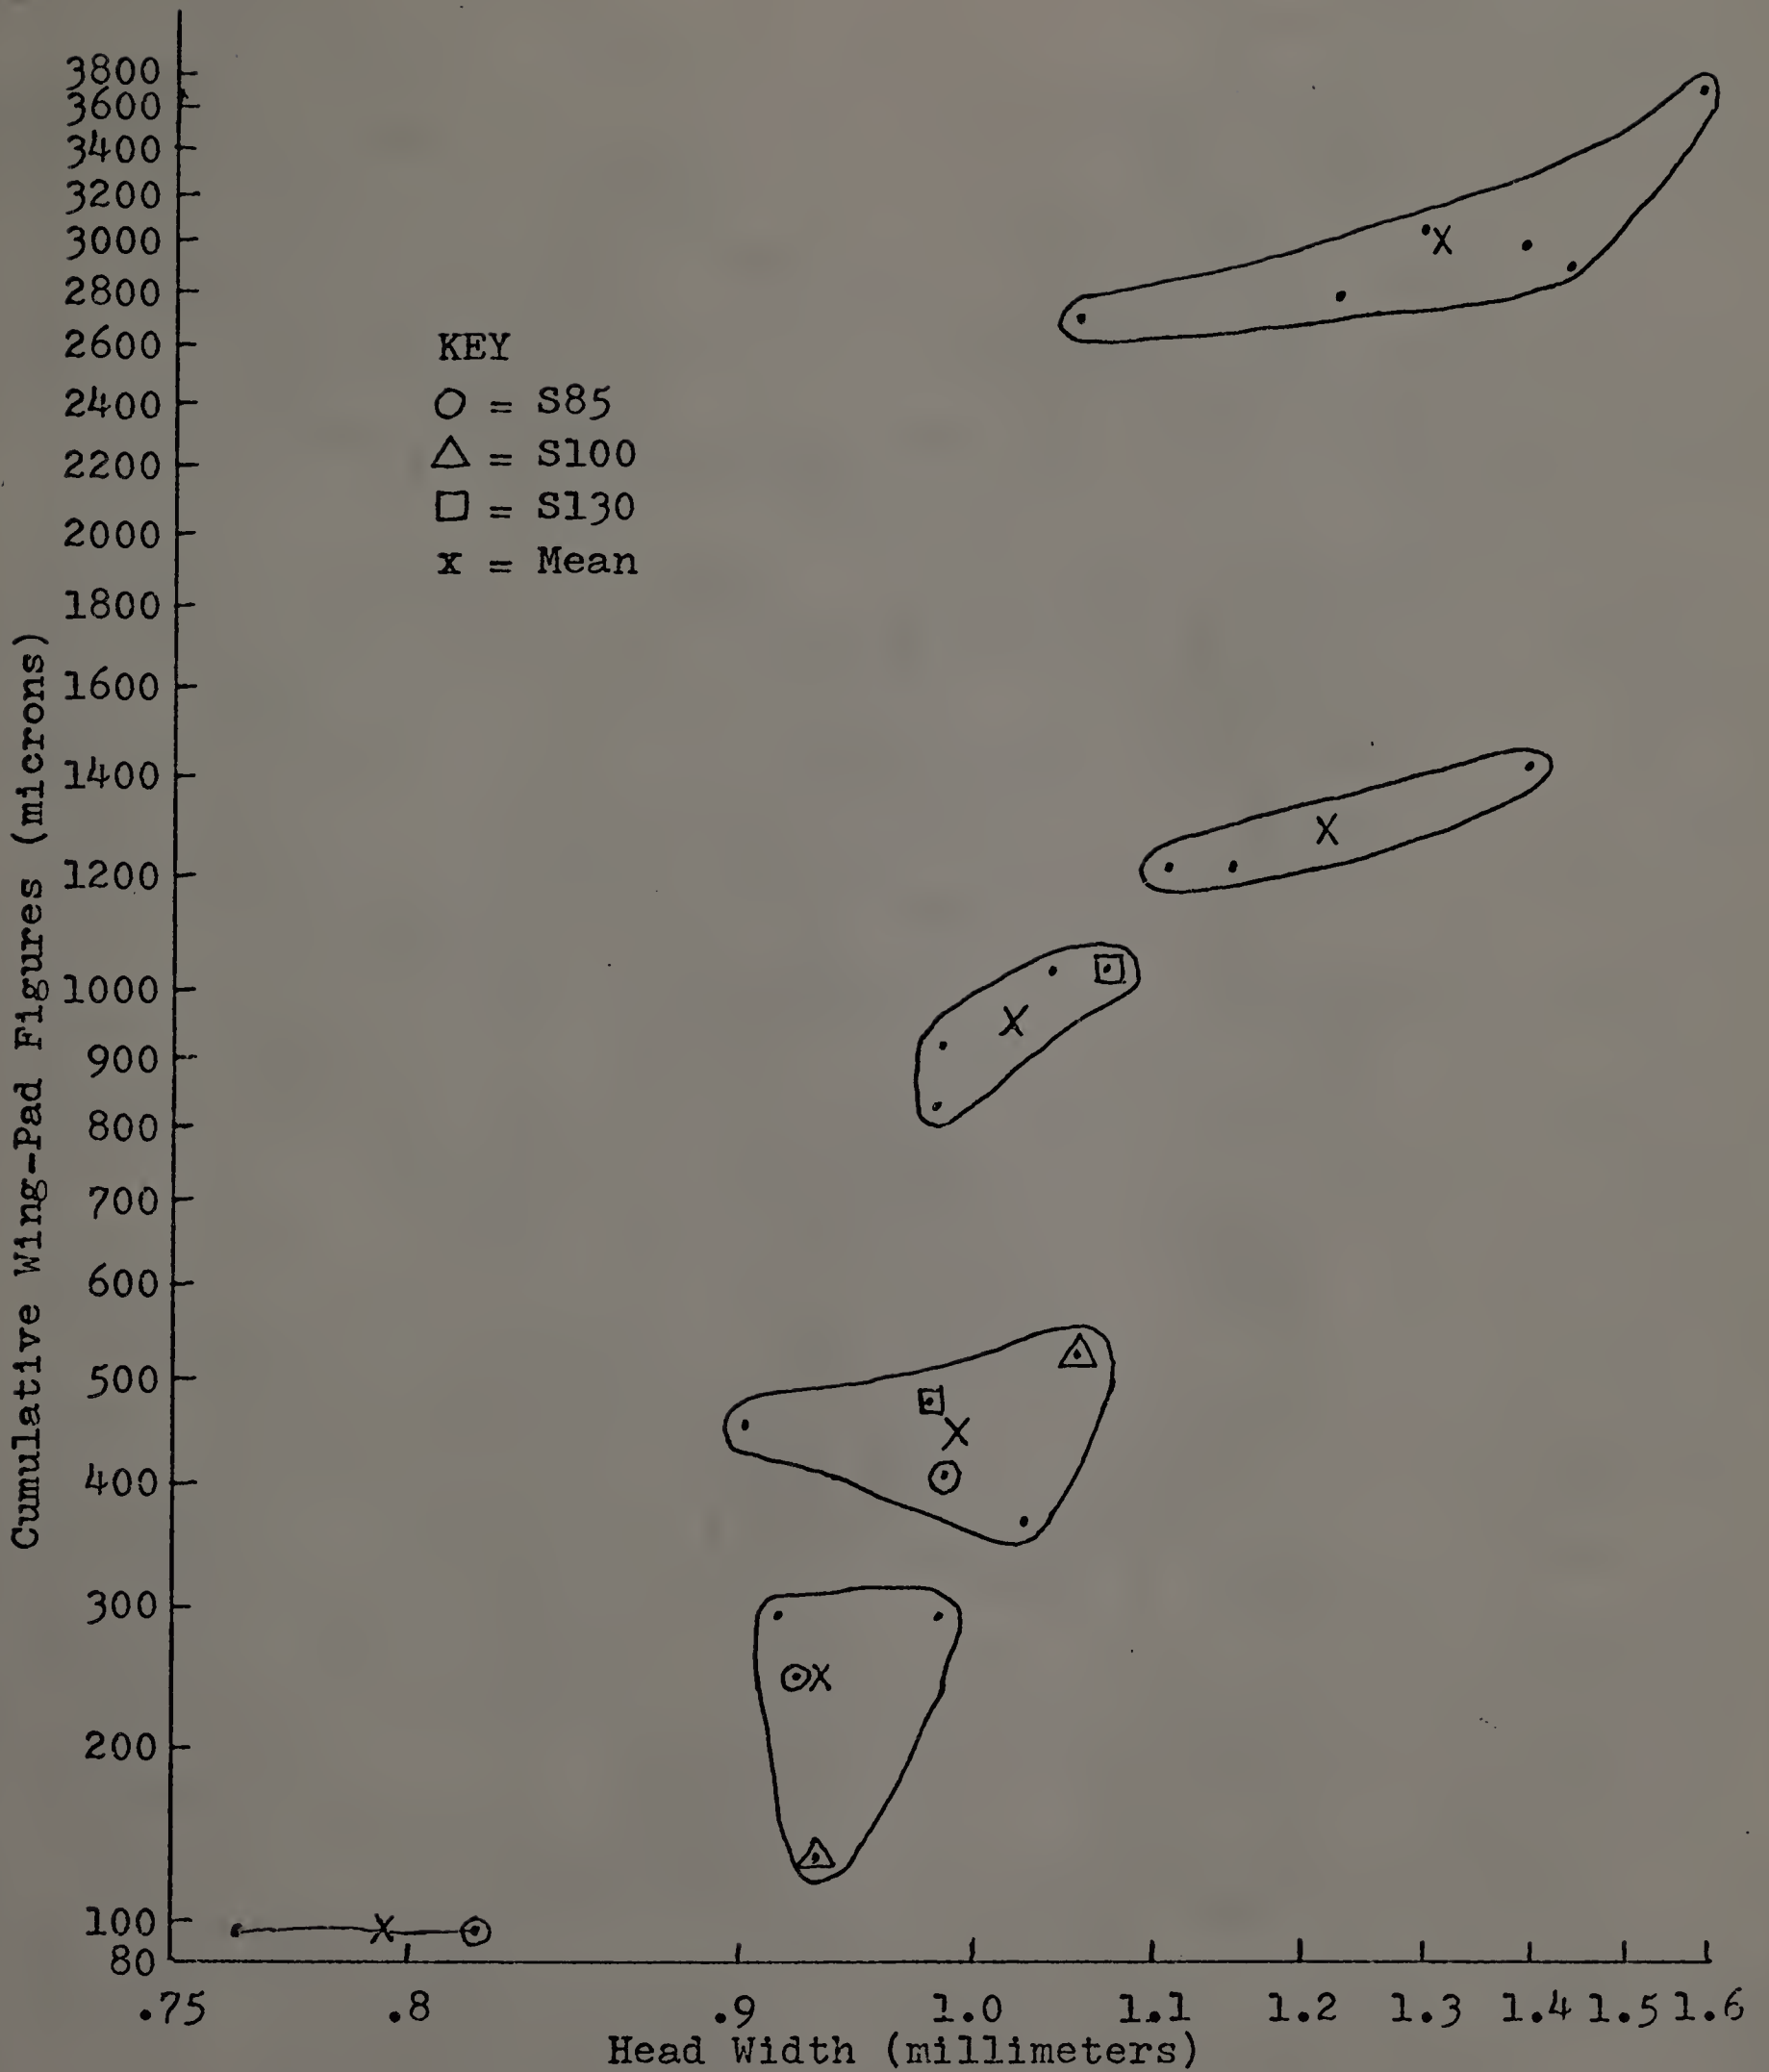 3800
3600
3400
3200
3000
2800
2600
2400
2200
2000
1800
1600
1400
1200
1000
900
800
700
600
500
400
300
200
100
80
Cumulative Wing-Pad Figures (microns)
KEY
O = S85
△ = S100
□ = S130
x = Mean
X
X
X
X
X
X
.75 .8 .9 1.0 1.1 1.2 1.3 1.4 1.5 1.6
Head Width (millimeters)